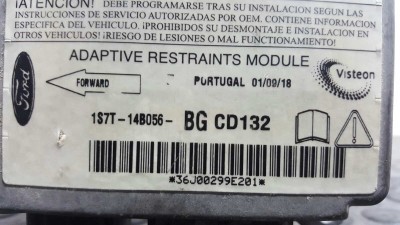 ¡ATENCIÓN! DEBE PROGRAMARSE TRAS SU INSTALACION SEGUN LAS
INSTRUCCIONES DE SERVICIO AUTORIZADAS POR OEM. CONTIENE INFORMACION
ESPECIFICA DEL VEHICULO. ¡PROHIBIDO SU DESMONTAJE E INSTALACION EN
OTROS VEHICULOS! ¡RIESGO DE LESIONES O MAL FUNCIONAMIENTO!
ADAPTIVE RESTRAINTS MODULE
Ford
FORWARD
PORTUGAL 01/09/18
Visteon
1S7T-14B056- BG CD132
*36J00299E201*